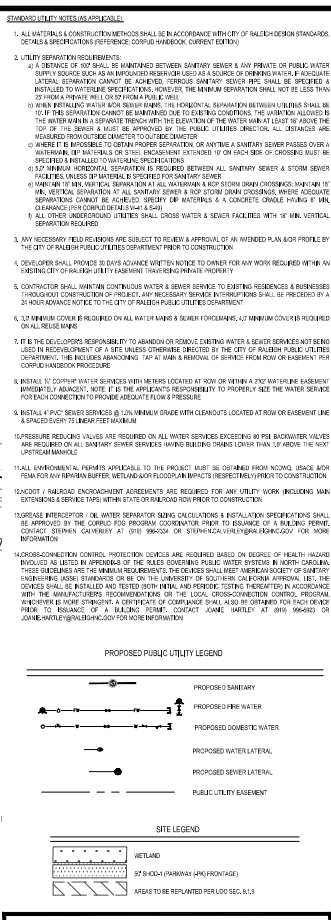 STANDARD UTILITY NOTES (AS APPLICABLE):
1. ALL MATERIALS & CONSTRUCTION METHODS SHALL BE IN ACCORDANCE WITH CITY OF RALEIGH DESIGN STANDARDS,
DETAILS & SPECIFICATIONS (REFERENCE: CORPUD HANDBOOK, CURRENT EDITION)
2. UTILITY SEPARATION REQUIREMENTS:
a) A DISTANCE OF 100' SHALL BE MAINTAINED BETWEEN SANITARY SEWER & ANY PRIVATE OR PUBLIC WATER
SUPPLY SOURCE SUCH AS AN IMPOUNDED RESERVOIR USED AS A SOURCE OF DRINKING WATER. IF ADEQUATE
LATERAL SEPARATION CANNOT BE ACHIEVED, FERROUS SANITARY SEWER PIPE SHALL BE SPECIFIED &
INSTALLED TO WATERLINE SPECIFICATIONS. HOWEVER, THE MINIMUM SEPARATION SHALL NOT BE LESS THAN
25' FROM A PRIVATE WELL OR 50' FROM A PUBLIC WELL
b) WHEN INSTALLING WATER &/OR SEWER MAINS, THE HORIZONTAL SEPARATION BETWEEN UTILITIES SHALL BE
10'. IF THIS SEPARATION CANNOT BE MAINTAINED DUE TO EXISTING CONDITIONS, THE VARIATION ALLOWED IS
THE WATER MAIN IN A SEPARATE TRENCH WITH THE ELEVATION OF THE WATER MAIN AT LEAST 18" ABOVE THE
TOP OF THE SEWER & MUST BE APPROVED BY THE PUBLIC UTILITIES DIRECTOR. ALL DISTANCES ARE
MEASURED FROM OUTSIDE DIAMETER TO OUTSIDE DIAMETER
c) WHERE IT IS IMPOSSIBLE TO OBTAIN PROPER SEPARATION, OR ANYTIME A SANITARY SEWER PASSES OVER A
WATERMAIN, DIP MATERIALS OR STEEL ENCASEMENT EXTENDED 10' ON EACH SIDE OF CROSSING MUST BE
SPECIFIED & INSTALLED TO WATERLINE SPECIFICATIONS
d) 5.0' MINIMUM HORIZONTAL SEPARATION IS REQUIRED BETWEEN ALL SANITARY SEWER & STORM SEWER
FACILITIES, UNLESS DIP MATERIAL IS SPECIFIED FOR SANITARY SEWER
e) MAINTAIN 18" MIN. VERTICAL SEPARATION AT ALL WATERMAIN & RCP STORM DRAIN CROSSINGS; MAINTAIN 18"
MIN. VERTICAL SEPARATION AT ALL SANITARY SEWER & RCP STORM DRAIN CROSSINGS. WHERE ADEQUATE
SEPARATIONS CANNOT BE ACHIEVED, SPECIFY DIP MATERIALS & A CONCRETE CRADLE HAVING 6" MIN.
CLEARANCE (PER CORPUD DETAILS W-41 & S-49)
f) ALL OTHER UNDERGROUND UTILITIES SHALL CROSS WATER & SEWER FACILITIES WITH 18" MIN. VERTICAL
SEPARATION REQUIRED
3. ANY NECESSARY FIELD REVISIONS ARE SUBJECT TO REVIEW & APPROVAL OF AN AMENDED PLAN &/OR PROFILE BY
THE CITY OF RALEIGH PUBLIC UTILITIES DEPARTMENT PRIOR TO CONSTRUCTION
4. DEVELOPER SHALL PROVIDE 30 DAYS ADVANCE WRITTEN NOTICE TO OWNER FOR ANY WORK REQUIRED WITHIN AN
EXISTING CITY OF RALEIGH UTILITY EASEMENT TRAVERSING PRIVATE PROPERTY
5. CONTRACTOR SHALL MAINTAIN CONTINUOUS WATER & SEWER SERVICE TO EXISTING RESIDENCES & BUSINESSES
THROUGHOUT CONSTRUCTION OF PROJECT. ANY NECESSARY SERVICE INTERRUPTIONS SHALL BE PRECEDED BY A
24 HOUR ADVANCE NOTICE TO THE CITY OF RALEIGH PUBLIC UTILITIES DEPARTMENT
6. 3.0' MINIMUM COVER IS REQUIRED ON ALL WATER MAINS & SEWER FORCEMAINS. 4.0' MINIMUM COVER IS REQUIRED
ON ALL REUSE MAINS
7. IT IS THE DEVELOPER'S RESPONSIBILITY TO ABANDON OR REMOVE EXISTING WATER & SEWER SERVICES NOT BEING
USED IN REDEVELOPMENT OF A SITE UNLESS OTHERWISE DIRECTED BY THE CITY OF RALEIGH PUBLIC UTILITIES
DEPARTMENT. THIS INCLUDES ABANDONING TAP AT MAIN & REMOVAL OF SERVICE FROM ROW OR EASEMENT PER
CORPUD HANDBOOK PROCEDURE
8. INSTALL ¾" COPPER* WATER SERVICES WITH METERS LOCATED AT ROW OR WITHIN A 2'X2' WATERLINE EASEMENT
IMMEDIATELY ADJACENT. NOTE: IT IS THE APPLICANT'S RESPONSIBILITY TO PROPERLY SIZE THE WATER SERVICE
FOR EACH CONNECTION TO PROVIDE ADEQUATE FLOW & PRESSURE
9. INSTALL 4" PVC* SEWER SERVICES @ 1.0% MINIMUM GRADE WITH CLEANOUTS LOCATED AT ROW OR EASEMENT LINE
& SPACED EVERY 75 LINEAR FEET MAXIMUM
10.PRESSURE REDUCING VALVES ARE REQUIRED ON ALL WATER SERVICES EXCEEDING 80 PSI; BACKWATER VALVES
ARE REQUIRED ON ALL SANITARY SEWER SERVICES HAVING BUILDING DRAINS LOWER THAN 1.0' ABOVE THE NEXT
UPSTREAM MANHOLE
11.ALL ENVIRONMENTAL PERMITS APPLICABLE TO THE PROJECT MUST BE OBTAINED FROM NCDWQ, USACE &/OR
FEMA FOR ANY RIPARIAN BUFFER, WETLAND &/OR FLOODPLAIN IMPACTS (RESPECTIVELY) PRIOR TO CONSTRUCTION
12.NCDOT / RAILROAD ENCROACHMENT AGREEMENTS ARE REQUIRED FOR ANY UTILITY WORK (INCLUDING MAIN
EXTENSIONS & SERVICE TAPS) WITHIN STATE OR RAILROAD ROW PRIOR TO CONSTRUCTION
13.GREASE INTERCEPTOR / OIL WATER SEPARATOR SIZING CALCULATIONS & INSTALLATION SPECIFICATIONS SHALL
BE APPROVED BY THE CORPUD FOG PROGRAM COORDINATOR PRIOR TO ISSUANCE OF A BUILDING PERMIT.
CONTACT STEPHEN CALVERLEY AT (919) 996-2334 OR STEPHEN.CALVERLEY@RALEIGHNC.GOV FOR MORE
INFORMATION
14.CROSS-CONNECTION CONTROL PROTECTION DEVICES ARE REQUIRED BASED ON DEGREE OF HEALTH HAZARD
INVOLVED AS LISTED IN APPENDIX-B OF THE RULES GOVERNING PUBLIC WATER SYSTEMS IN NORTH CAROLINA.
THESE GUIDELINES ARE THE MINIMUM REQUIREMENTS. THE DEVICES SHALL MEET AMERICAN SOCIETY OF SANITARY
ENGINEERING (ASSE) STANDARDS OR BE ON THE UNIVERSITY OF SOUTHERN CALIFORNIA APPROVAL LIST. THE
DEVICES SHALL BE INSTALLED AND TESTED (BOTH INITIAL AND PERIODIC TESTING THEREAFTER) IN ACCORDANCE
WITH THE MANUFACTURER'S RECOMMENDATIONS OR THE LOCAL CROSS-CONNECTION CONTROL PROGRAM,
WHICHEVER IS MORE STRINGENT. A CERTIFICATE OF COMPLIANCE SHALL ALSO BE OBTAINED FOR EACH DEVICE
PRIOR TO ISSUANCE OF A BUILDING PERMIT. CONTACT JOANIE HARTLEY AT (919) 996-5923 OR
JOANIE.HARTLEY@RALEIGHNC.GOV FOR MORE INFORMATION
PROPOSED PUBLIC UTILITY LEGEND
PROPOSED SANITARY
PROPOSED FIRE WATER
PROPOSED DOMESTIC WATER
PROPOSED WATER LATERAL
PROPOSED SEWER LATERAL
PUBLIC UTILITY EASEMENT
SITE LEGEND
WETLAND
50' SHOD-1 (PARKWAY (-PK) FRONTAGE)
AREAS TO BE REPLANTED PER UDO SEC. 9.1.9